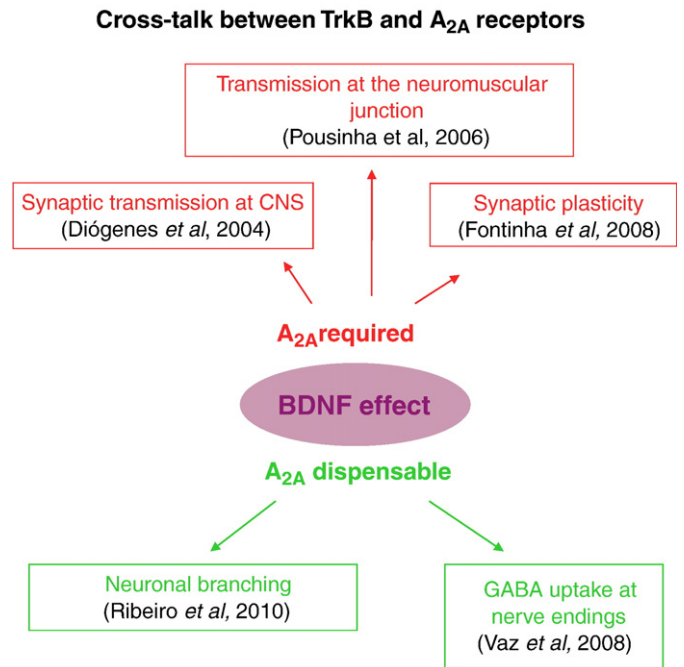 Cross-talk between TrkB and A2A receptors
Transmission at the neuromuscular
junction
(Pousinha et al, 2006)
Synaptic transmission at CNS
(Diógenes et al, 2004)
Synaptic plasticity
(Fontinha et al, 2008)
A2A required
BDNF effect
A2A dispensable
Neuronal branching
(Ribeiro et al, 2010)
GABA uptake at
nerve endings
(Vaz et al, 2008)